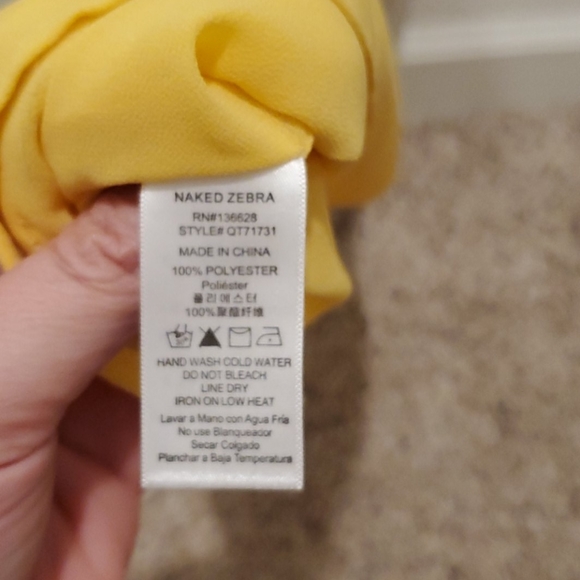 NAKED ZEBRA
RN#136628
STYLE# QT71731
MADE IN CHINA
100% POLYESTER
Poliéster
폴리에스터
100%聚酯纤维
HAND WASH COLD WATER
DO NOT BLEACH
LINE DRY
IRON ON LOW HEAT
Lavar a Mano con Agua Fría
No use Blanqueador
Secar Colgado
Planchar a Baja Temperatura